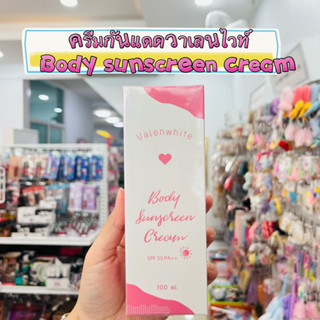 ครีมกันแดดวาเลนไวท์
Body sunscreen cream
Valenwhite
Body
Sunscreen
Cream
SPF 50 PA++
100 ml.